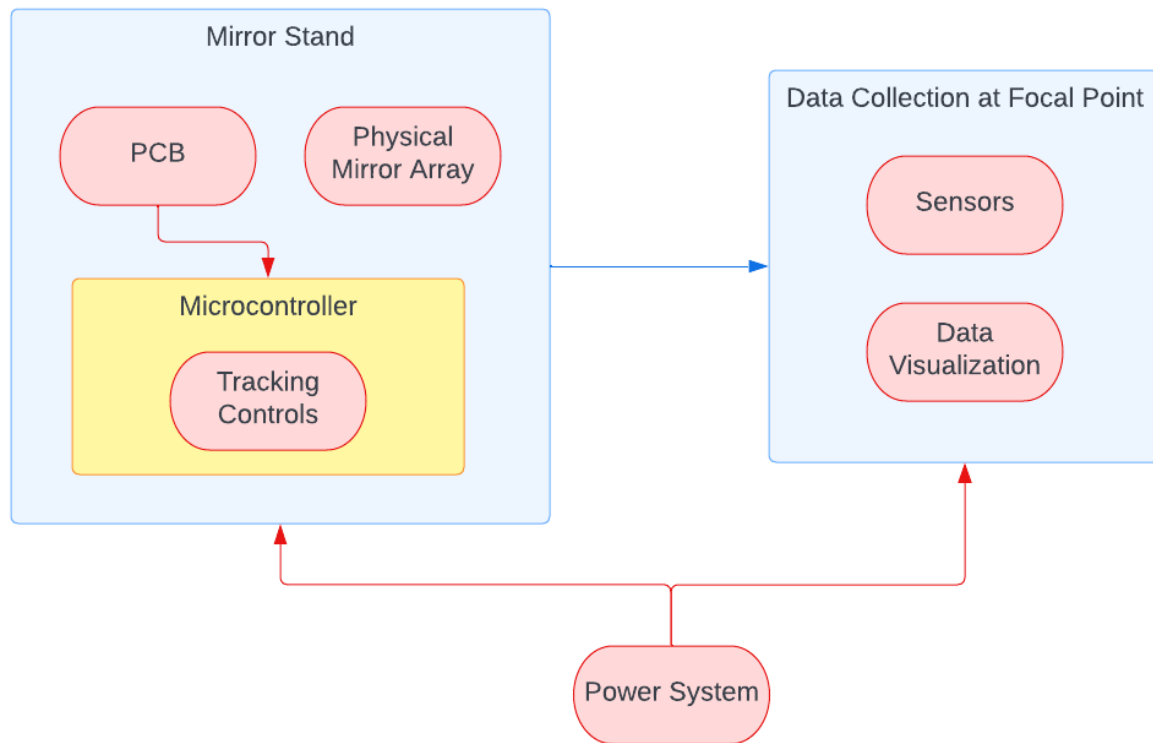 Mirror Stand
PCB
Physical
Mirror Array
Microcontroller
Tracking
Controls
Data Collection at Focal Point
Sensors
Data
Visualization
Power System